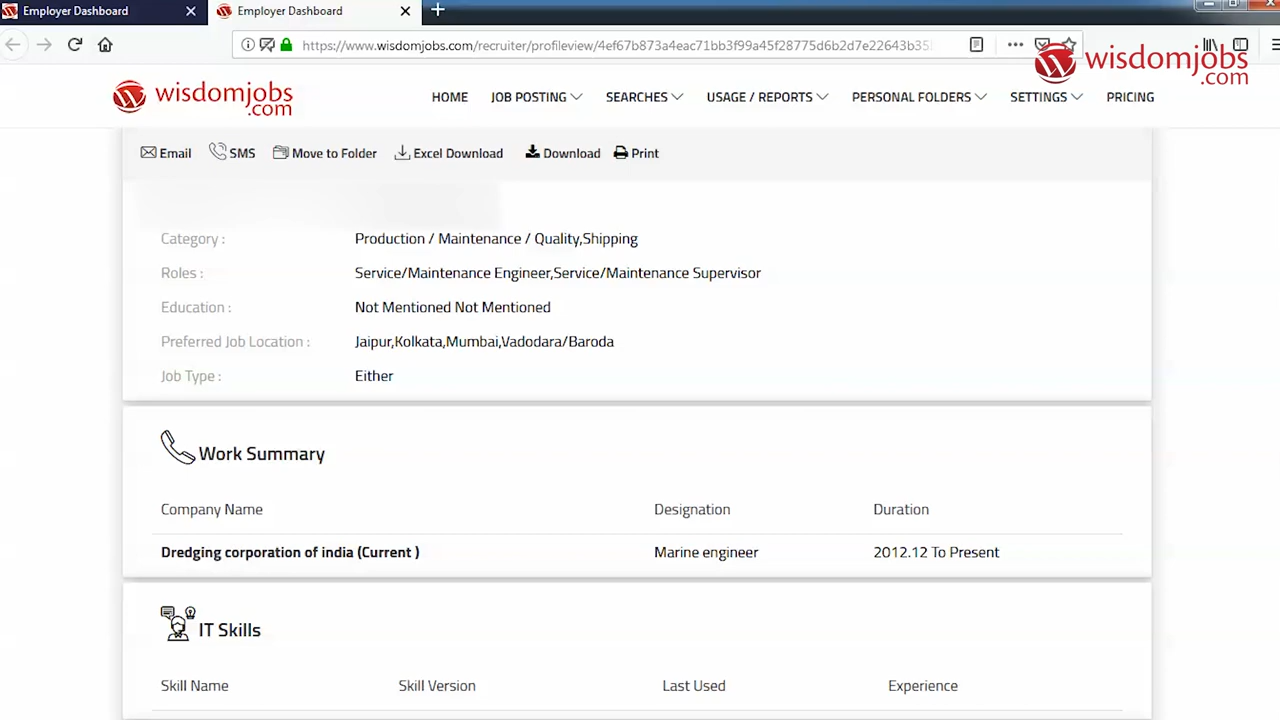 Employer Dashboard
Employer Dashboard
https://www.wisdomjobs.com/recruiter/profileview/4ef67b873a4eac71bb3f99a45f28775d6b2d7e22643b35
wisdomjobs
.com
wisdomjobs
.com
HOME JOB POSTING SEARCHES USAGE / REPORTS PERSONAL FOLDERS SETTINGS PRICING
Email SMS Move to Folder Excel Download Download Print
Category : Production / Maintenance / Quality,Shipping
Roles : Service/Maintenance Engineer,Service/Maintenance Supervisor
Education : Not Mentioned Not Mentioned
Preferred Job Location : Jaipur,Kolkata,Mumbai,Vadodara/Baroda
Job Type : Either
Work Summary
Company Name Designation Duration
Dredging corporation of india (Current ) Marine engineer 2012.12 To Present
IT Skills
Skill Name Skill Version Last Used Experience